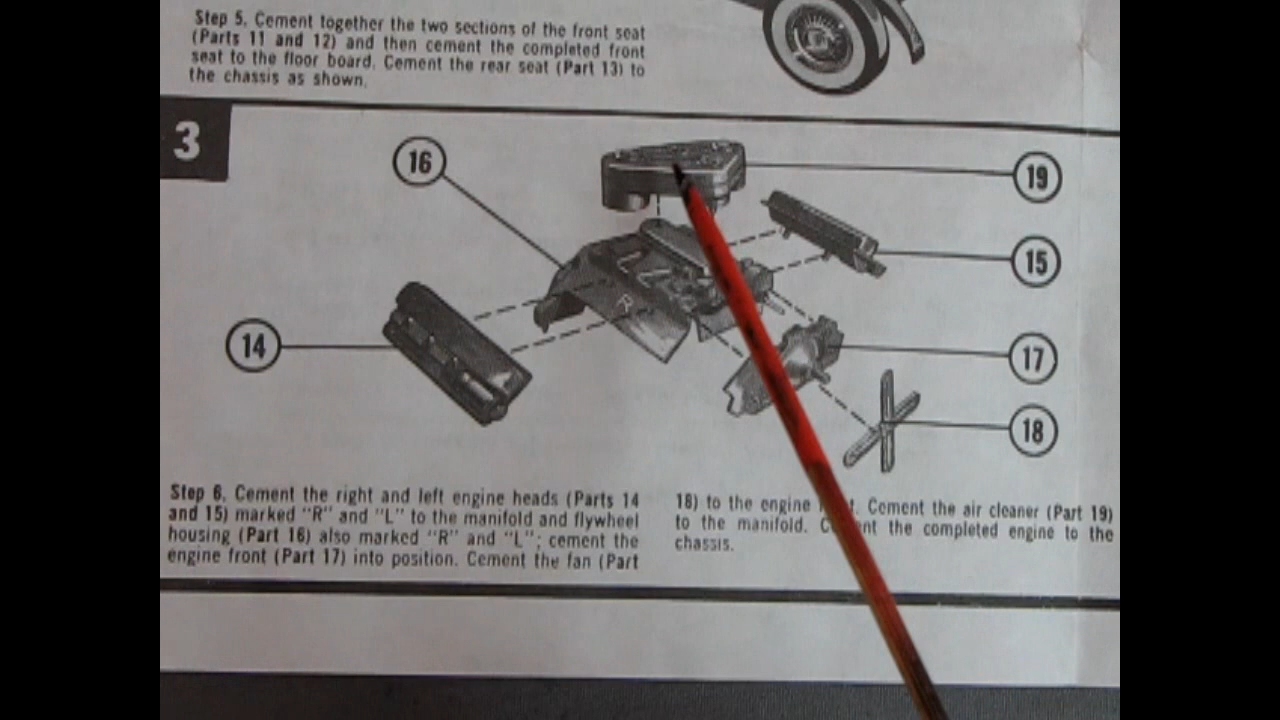 Step 5. Cement together the two sections of the front seat
(Parts 11 and 12) and then cement the completed front
seat to the floor board. Cement the rear seat (Part 13) to
the chassis as shown.
3
16
19
15
14
17
18
R
Step 6. Cement the right and left engine heads (Parts 14
and 15) marked "R" and "L" to the manifold and flywheel
housing (Part 16) also marked "R" and "L"; cement the
engine front (Part 17) into position. Cement the fan (Part
18) to the engine t. Cement the air cleaner (Part 19)
to the manifold. C nt the completed engine to the
chassis.